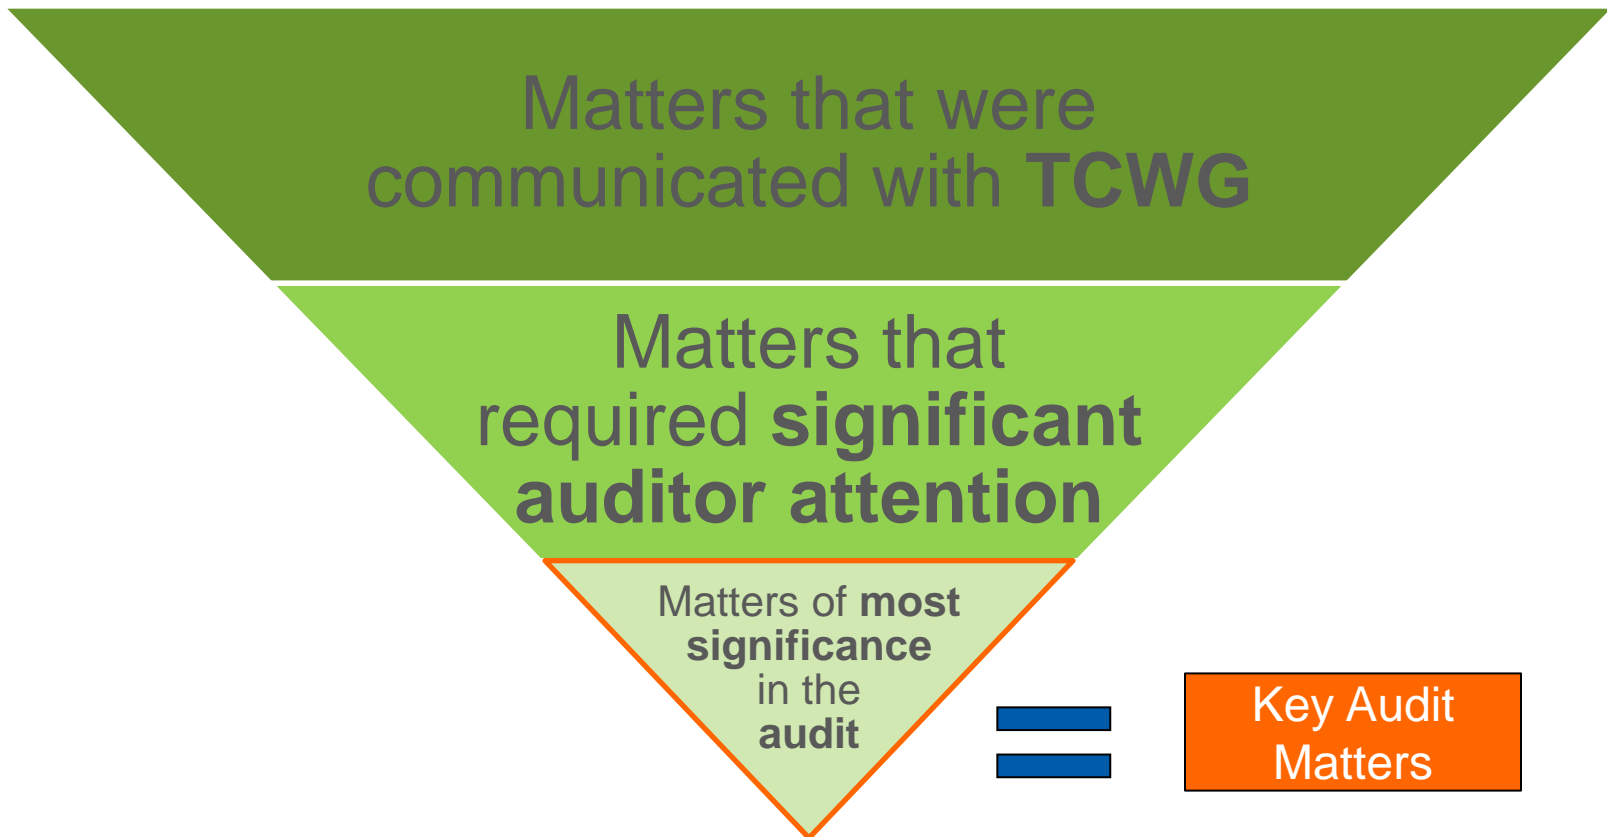 Matters that were
communicated with TCWG
Matters that
required significant
auditor attention
Matters of most
significance
in the
audit
Key Audit
Matters